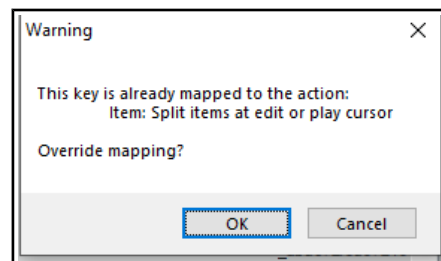 Warning
This key is already mapped to the action:
Item: Split items at edit or play cursor
Override mapping?
OK
Cancel